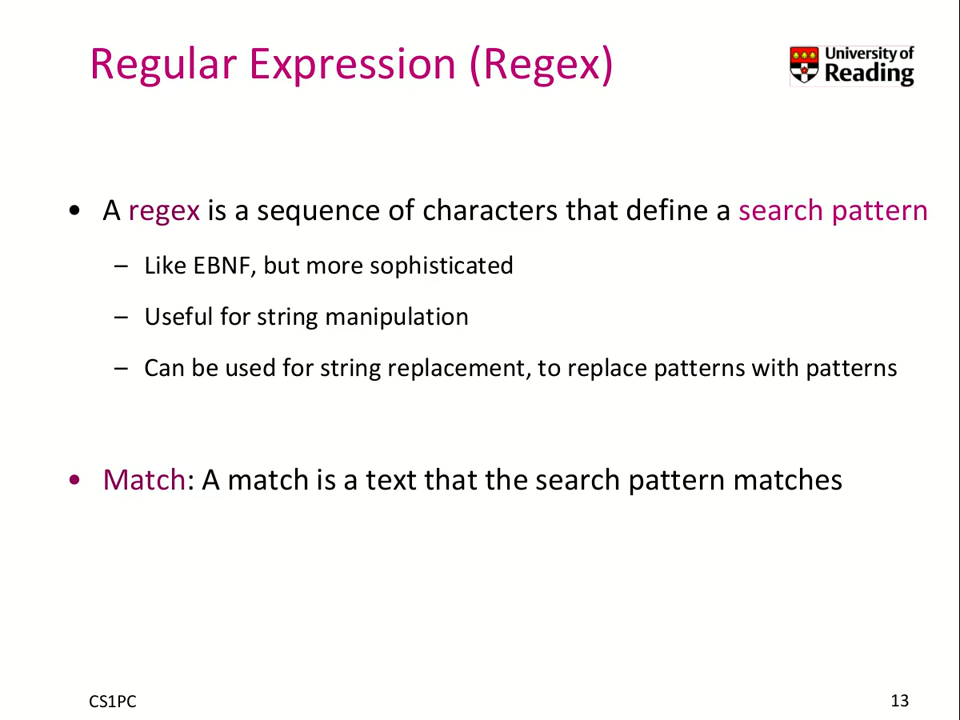 Regular Expression (Regex)
University of
Reading
• A regex is a sequence of characters that define a search pattern
– Like EBNF, but more sophisticated
– Useful for string manipulation
– Can be used for string replacement, to replace patterns with patterns
• Match: A match is a text that the search pattern matches
CS1PC
13